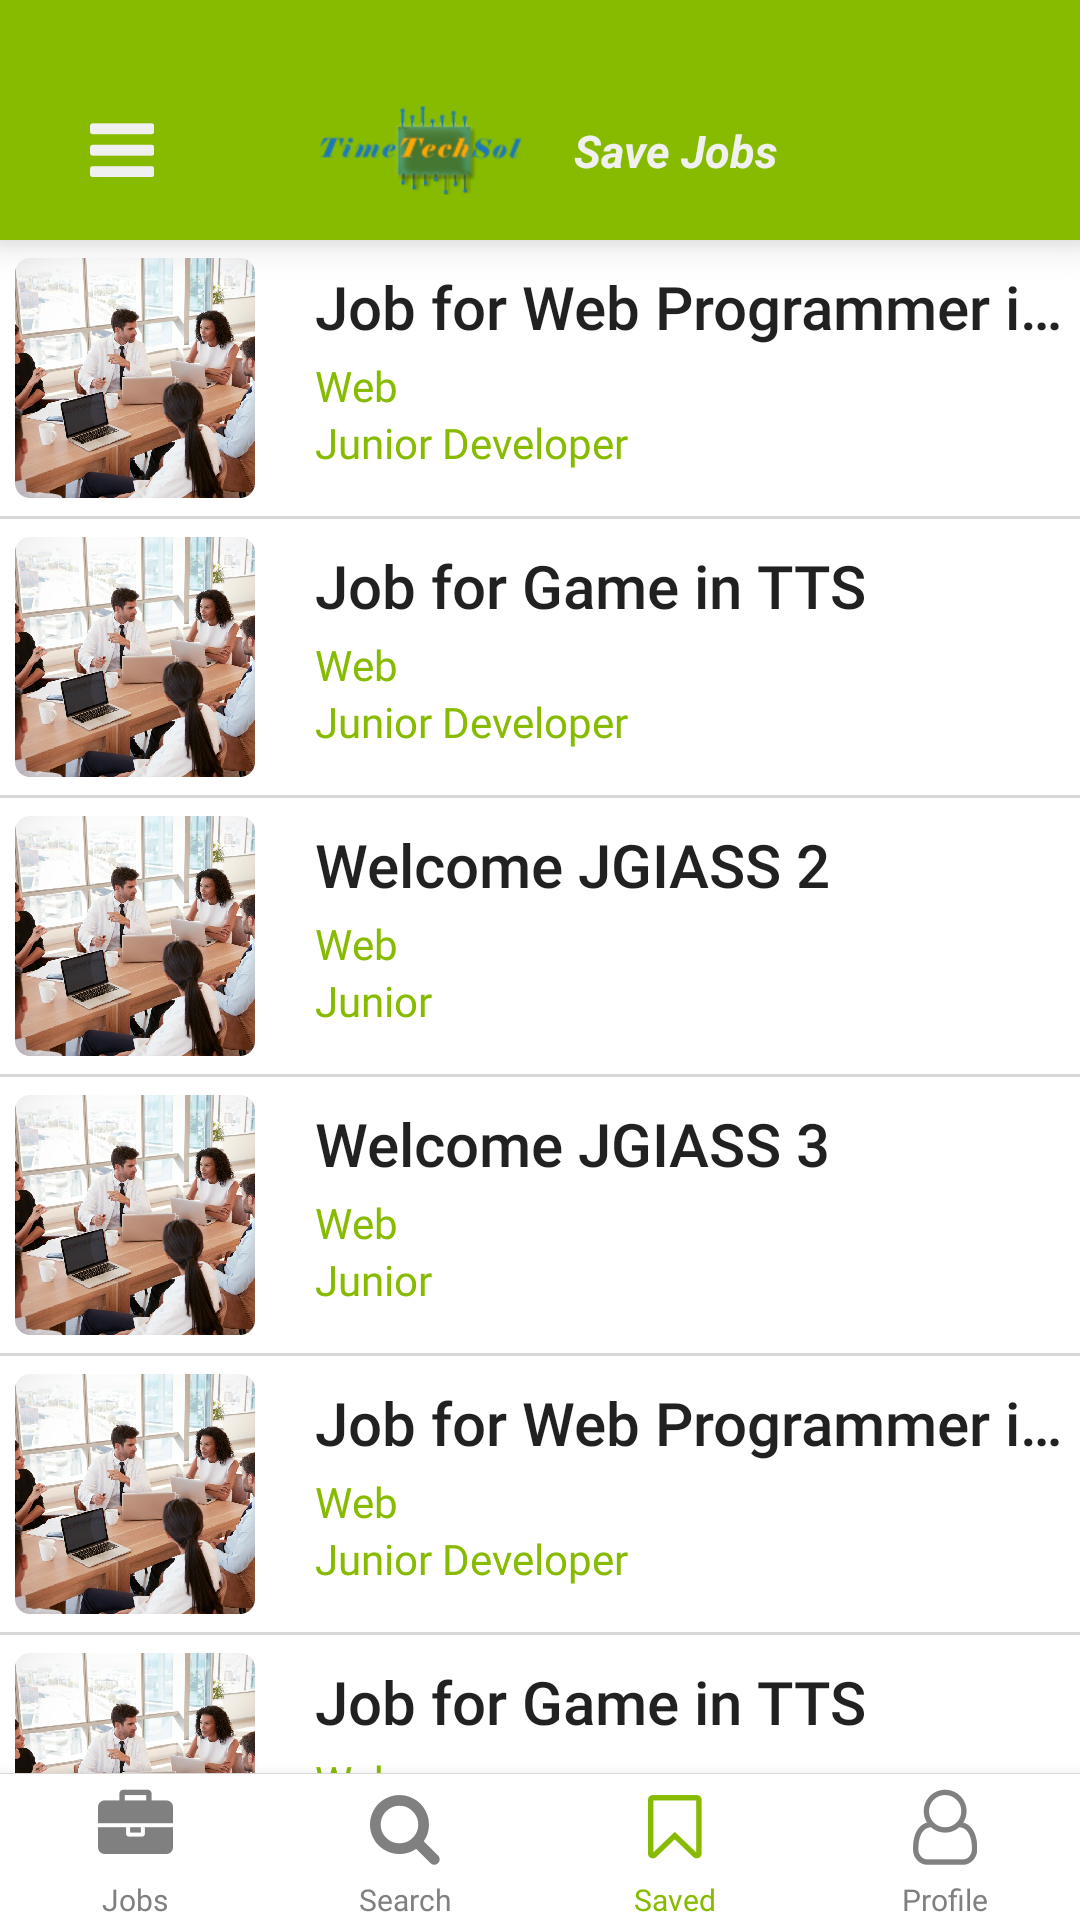 TimeTechSol
Save Jobs
Job for Web Programmer i...
Web
Junior Developer
Job for Game in TTS
Web
Junior Developer
Welcome JGIASS 2
Web
Junior
Welcome JGIASS 3
Web
Junior
Job for Web Programmer i...
Web
Junior Developer
Job for Game in TTS
Jobs
Search
Saved
Profile